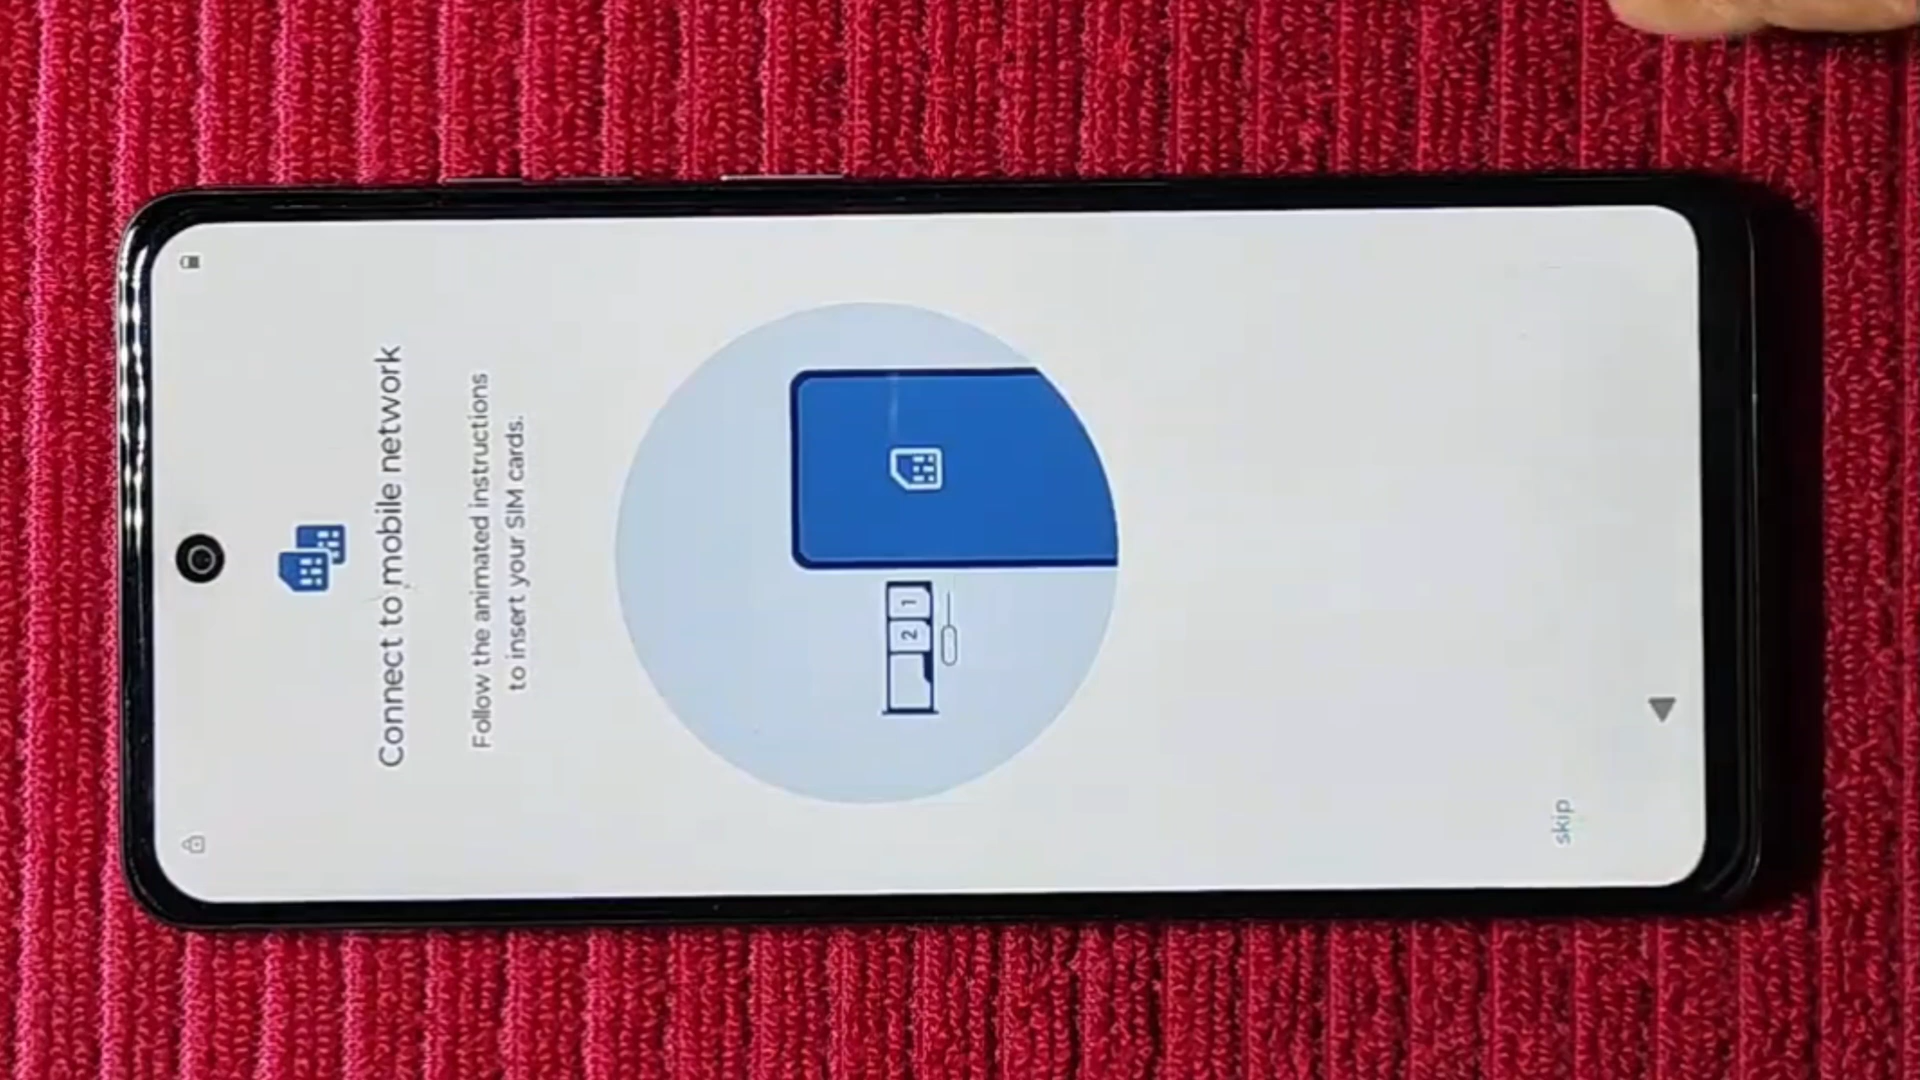 Connect to mobile network
Follow the animated instructions
to insert your SIM cards.
2 1
skip